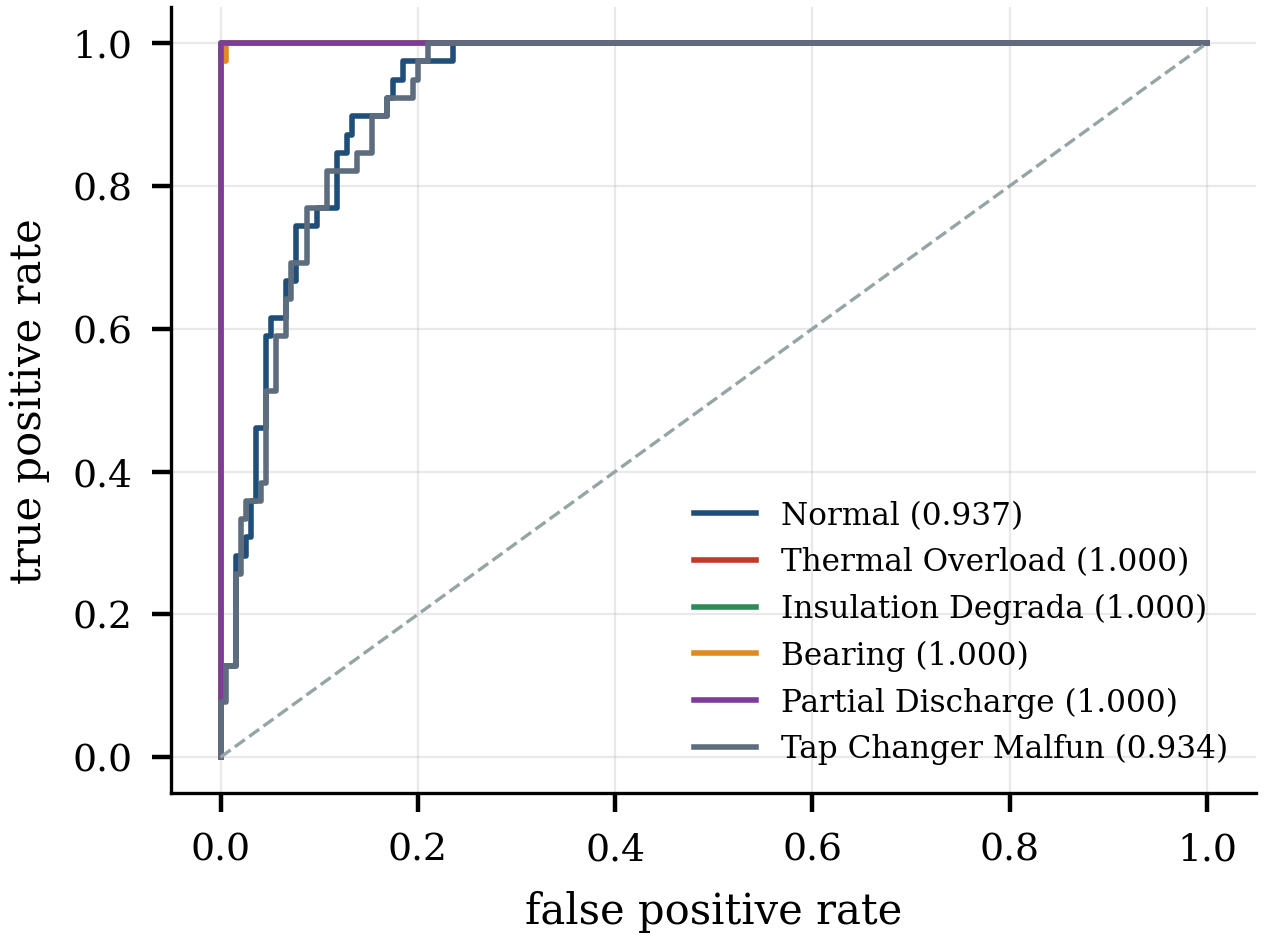 true positive rate
1.0
0.8
0.6
0.4
0.2
0.0
Normal (0.937)
Thermal Overload (1.000)
Insulation Degrada (1.000)
Bearing (1.000)
Partial Discharge (1.000)
Tap Changer Malfun (0.934)
0.0 0.2 0.4 0.6 0.8 1.0
false positive rate